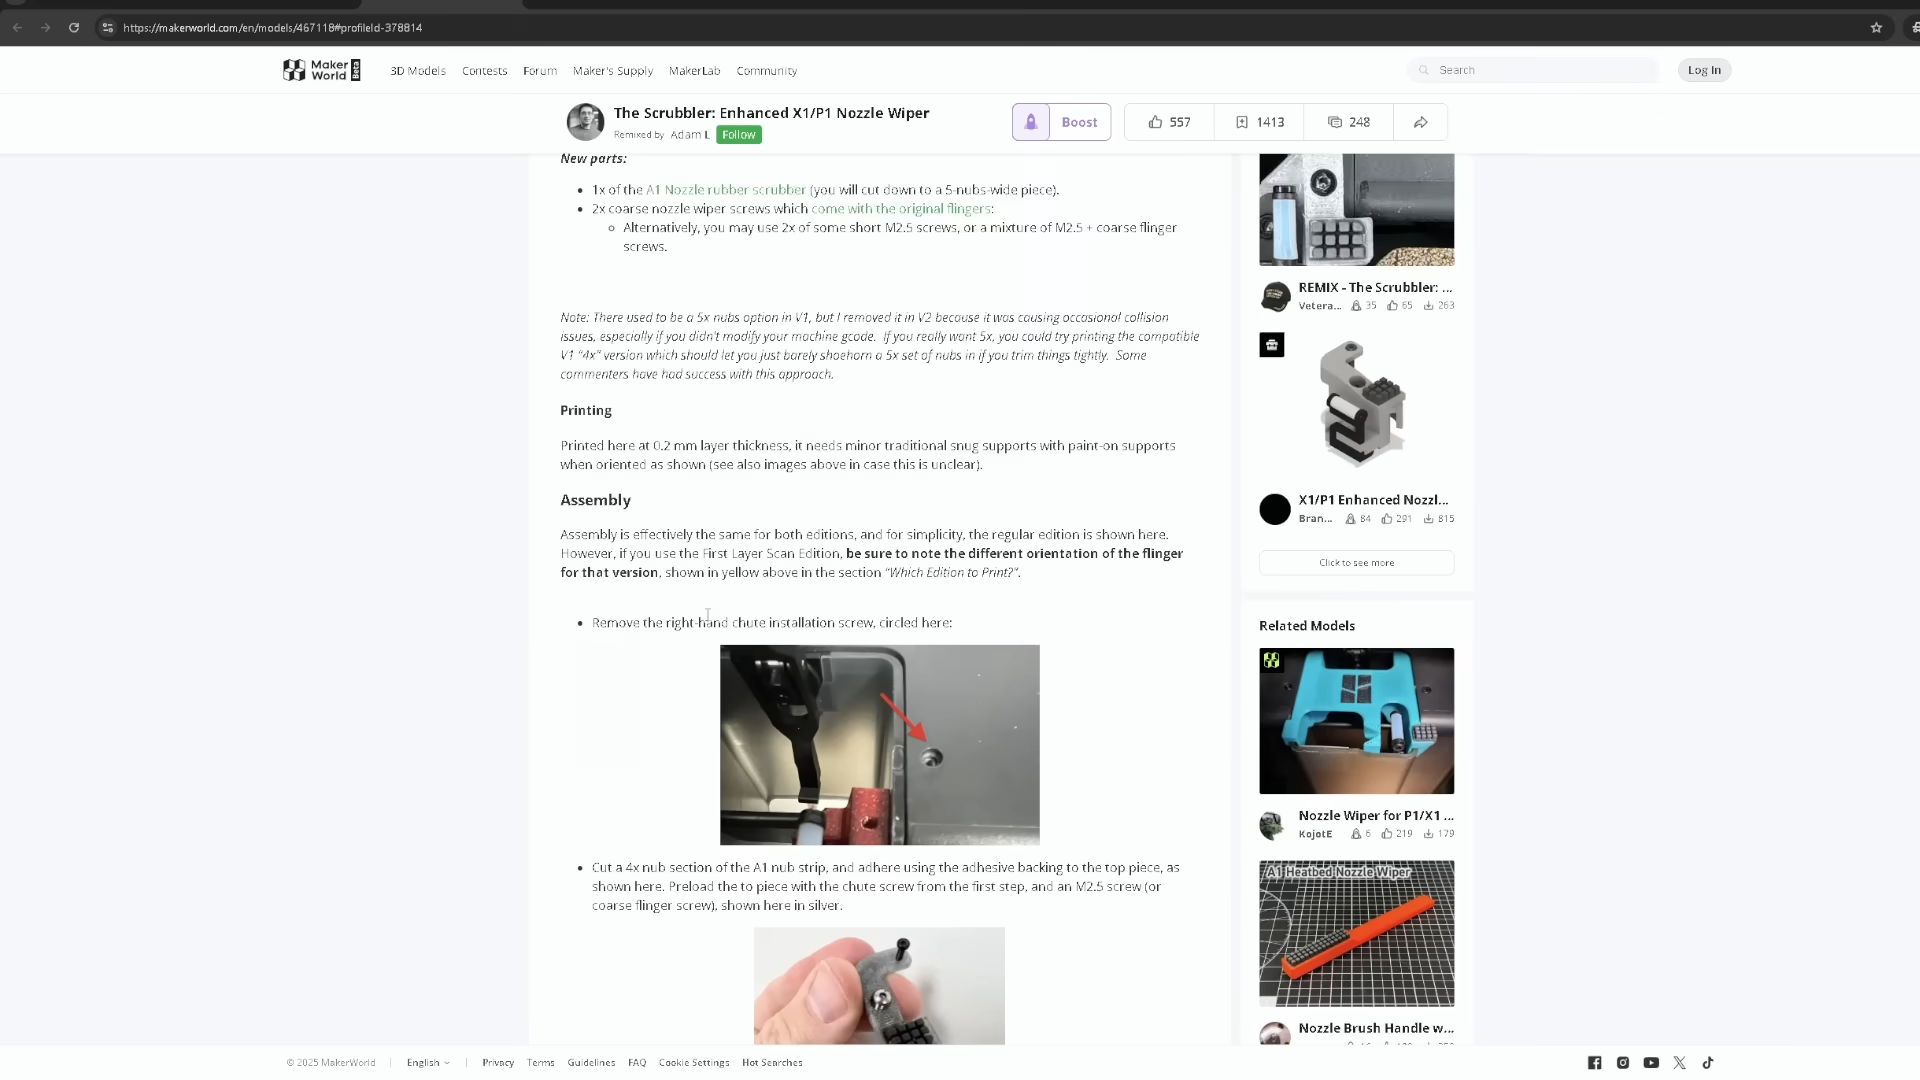 https://makerworld.com/en/models/467118#profileId-378814
Maker World Beta
3D Models
Contests
Forum
Maker's Supply
MakerLab
Community
Search
Log In
The Scrubbler: Enhanced X1/P1 Nozzle Wiper
Remixed by Adam L Follow
Boost
557
1413
248
New parts:
1x of the A1 Nozzle rubber scrubber (you will cut down to a 5-nubs-wide piece).
2x coarse nozzle wiper screws which come with the original flingers:
Alternatively, you may use 2x of some short M2.5 screws, or a mixture of M2.5 + coarse flinger
screws.
Note: There used to be a 5x nubs option in V1, but I removed it in V2 because it was causing occasional collision
issues, especially if you didn't modify your machine gcode. If you really want 5x, you could try printing the compatible
V1 "4x" version which should let you just barely shoehorn a 5x set of nubs in if you trim things tightly. Some
commenters have had success with this approach.
Printing
Printed here at 0.2 mm layer thickness, it needs minor traditional snug supports with paint-on supports
when oriented as shown (see also images above in case this is unclear).
Assembly
Assembly is effectively the same for both editions, and for simplicity, the regular edition is shown here.
However, if you use the First Layer Scan Edition, be sure to note the different orientation of the flinger
for that version, shown in yellow above in the section "Which Edition to Print?".
Remove the right-hand chute installation screw, circled here:
Cut a 4x nub section of the A1 nub strip, and adhere using the adhesive backing to the top piece, as
shown here. Preload the to piece with the chute screw from the first step, and an M2.5 screw (or
coarse flinger screw), shown here in silver.
REMIX - The Scrubbler: ...
Vetera... 35 65 263
X1/P1 Enhanced Nozzl...
Bran... 84 291 815
Click to see more
Related Models
Nozzle Wiper for P1/X1 ...
KojotE 6 219 179
A1 Heatbed Nozzle Wiper
Nozzle Brush Handle w...
© 2025 MakerWorld
English
Privacy
Terms
Guidelines
FAQ
Cookie Settings
Hot Searches